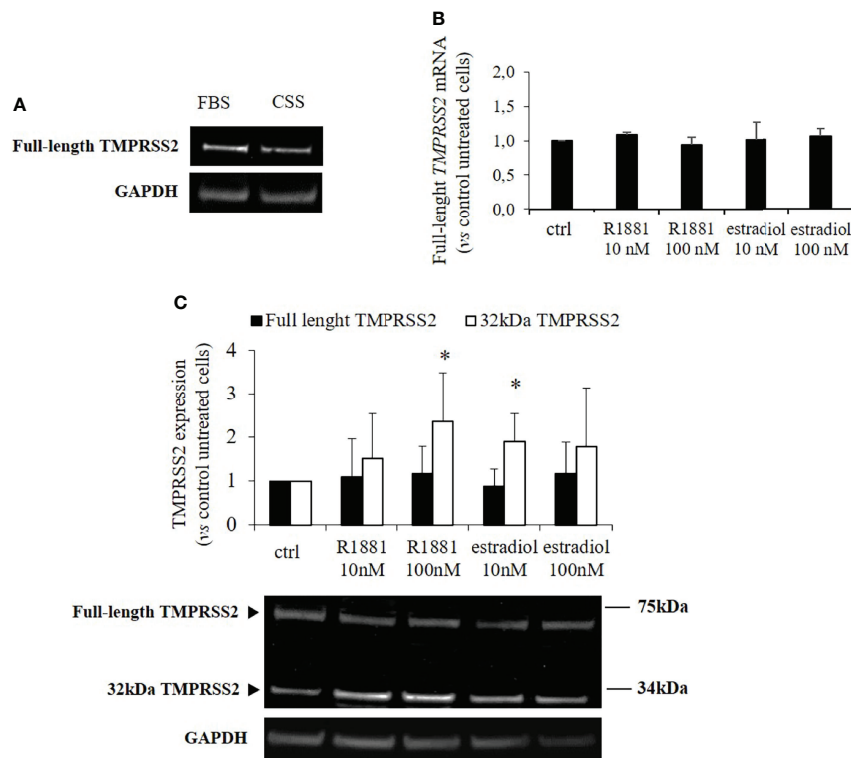 A
FBS CSS
Full-length TMPRSS2
GAPDH
B
Full-lenght TMPRSS2 mRNA
(vs control untreated cells)
2,0
1,5
1,0
0,5
0,0
ctrl R1881 R1881 estradiol estradiol
10 nM 100 nM 10 nM 100 nM
C
Full lenght TMPRSS2 32kDa TMPRSS2
TMPRSS2 expression
(vs control untreated cells)
4
3
2
1
0
* *
ctrl R1881 R1881 estradiol estradiol
10nM 100nM 10nM 100nM
Full-length TMPRSS2 75kDa
32kDa TMPRSS2 34kDa
GAPDH